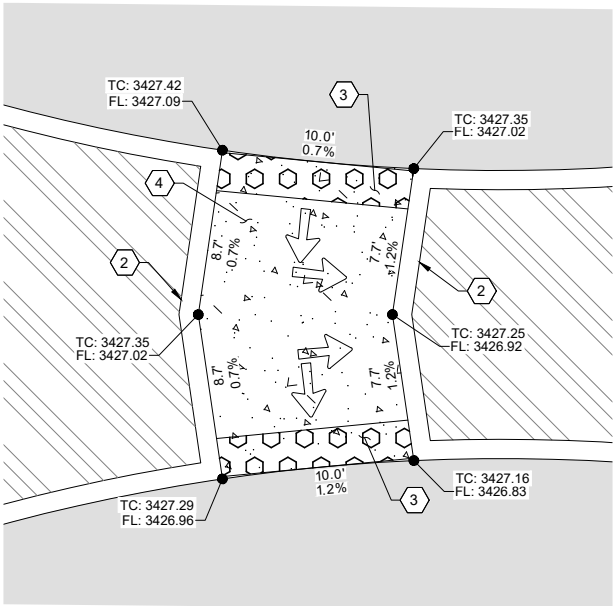 TC: 3427.42
FL: 3427.09
3
TC: 3427.35
FL: 3427.02
10.0'
0.7%
4
8.7'
0.7%
7.7'
1.2%
2
2
TC: 3427.35
FL: 3427.02
TC: 3427.25
FL: 3426.92
8.7'
0.7%
7.7'
1.2%
10.0'
1.2%
TC: 3427.29
FL: 3426.96
3
TC: 3427.16
FL: 3426.83